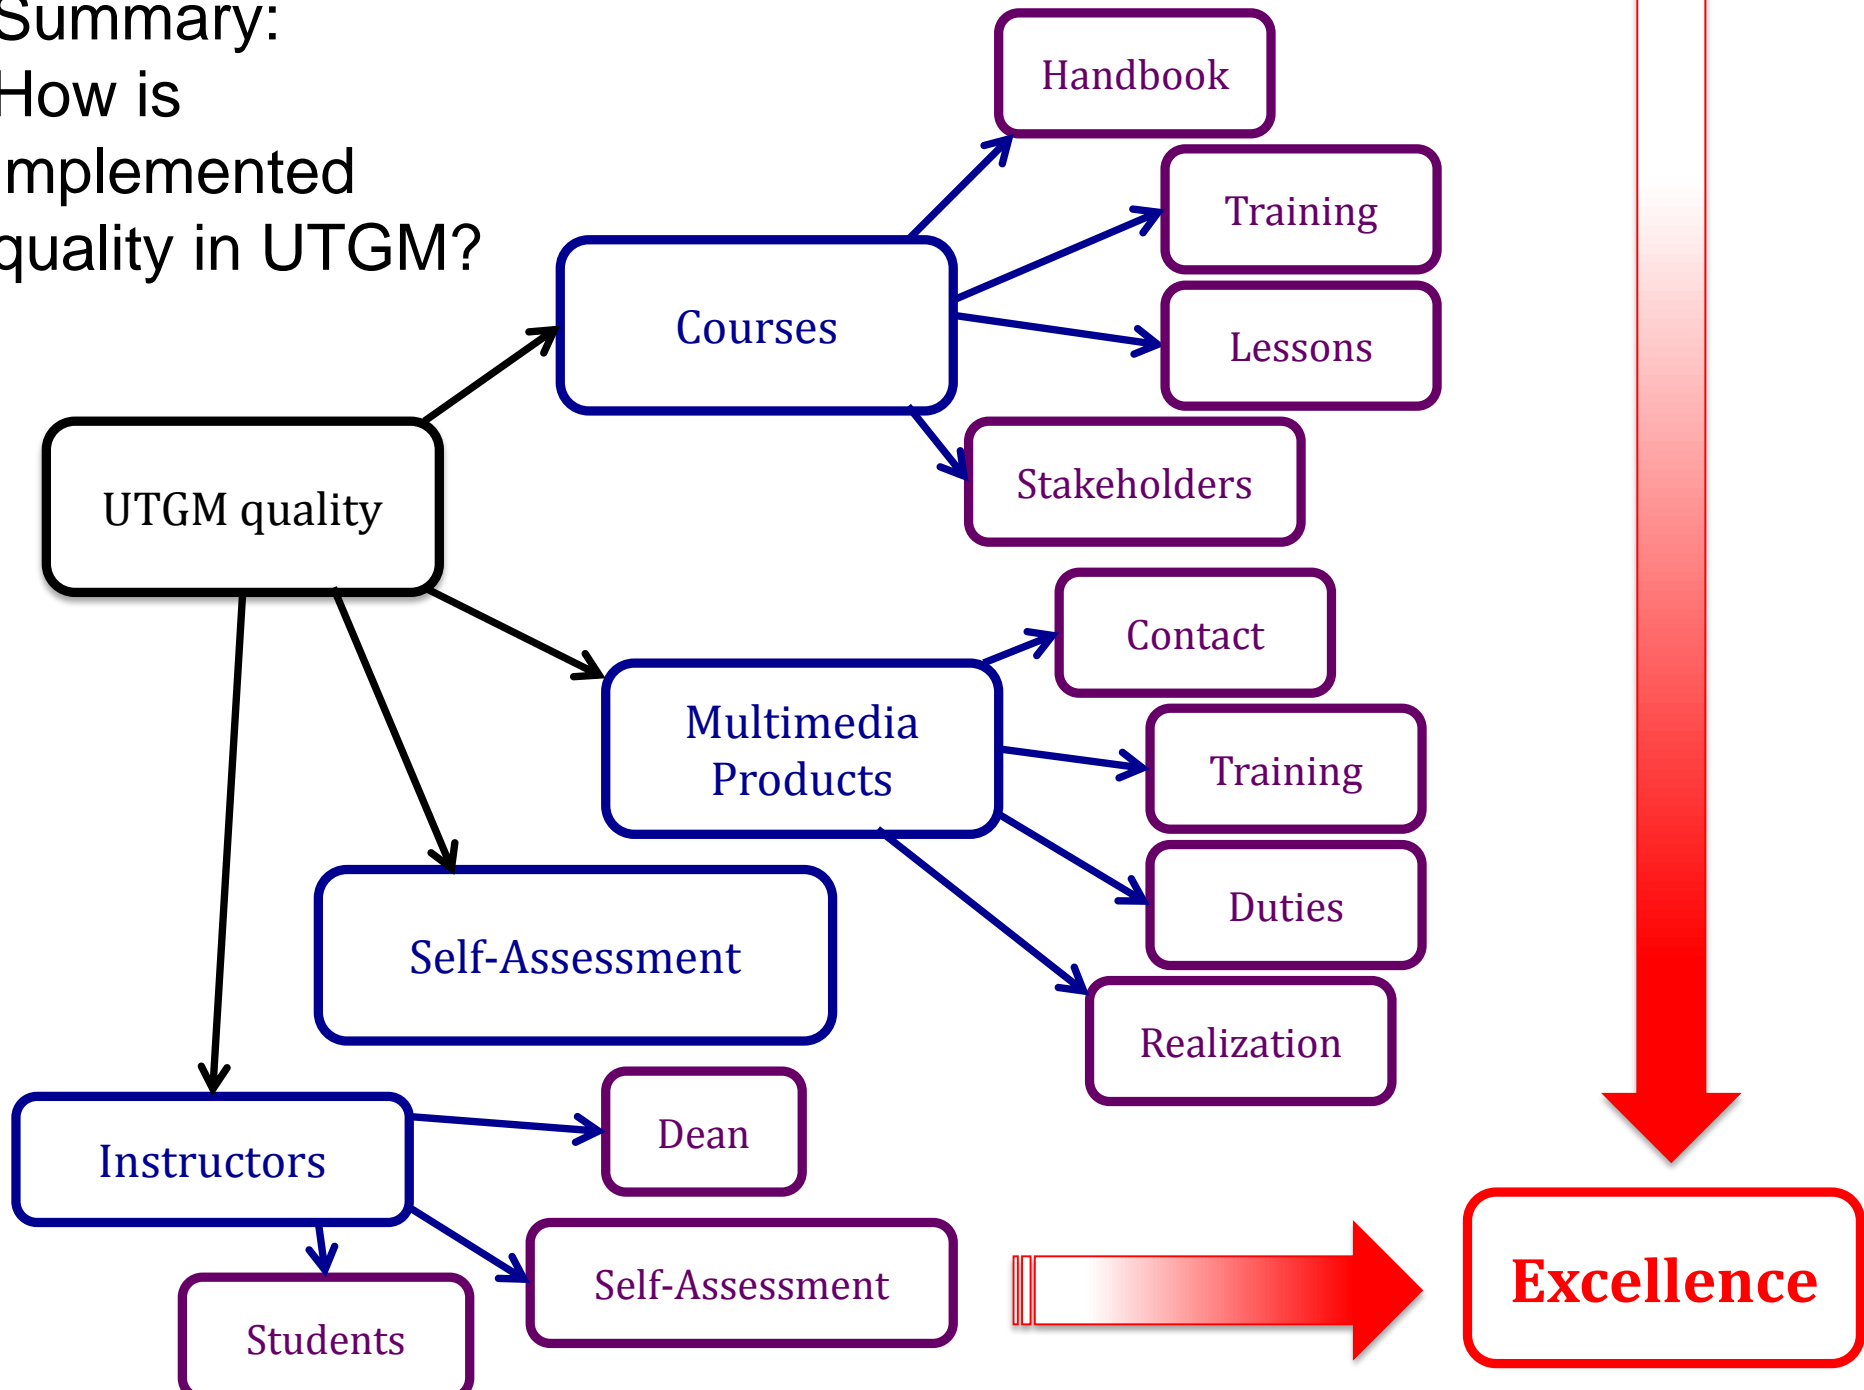 Summary:
How is
implemented
quality in UTGM?
Handbook
Training
Courses
Lessons
Stakeholders
UTGM quality
Contact
Multimedia
Products
Training
Duties
Self-Assessment
Realization
Dean
Instructors
Self-Assessment
Students
Excellence